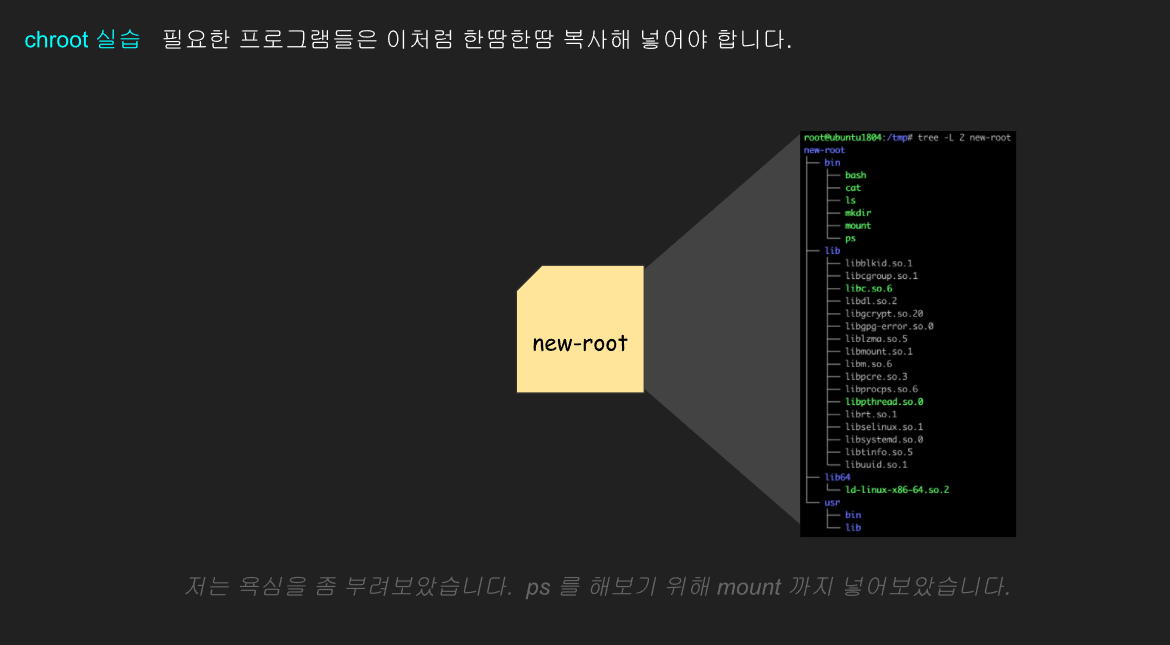 chroot 실습 필요한 프로그램들은 이처럼 한땀한땀 복사해 넣어야 합니다.
root@ubuntu1804:/tmp# tree -L 2 new-root
new-root
├── bin
│   ├── bash
│   ├── cat
│   ├── ls
│   ├── mkdir
│   ├── mount
│   └── ps
├── lib
│   ├── libblkid.so.1
│   ├── libcgroup.so.1
│   ├── libc.so.6
│   ├── libdl.so.2
│   ├── libgcrypt.so.20
│   ├── libgpg-error.so.0
│   ├── liblzma.so.5
│   ├── libmount.so.1
│   ├── libm.so.6
│   ├── libpcre.so.3
│   ├── libprocps.so.6
│   ├── libpthread.so.0
│   ├── librt.so.1
│   ├── libselinux.so.1
│   ├── libsystemd.so.0
│   ├── libtinfo.so.5
│   └── libuuid.so.1
├── lib64
│   └── ld-linux-x86-64.so.2
└── usr
    ├── bin
    └── lib
new-root
저는 욕심을 좀 부려보았습니다. ps 를 해보기 위해 mount 까지 넣어보았습니다.